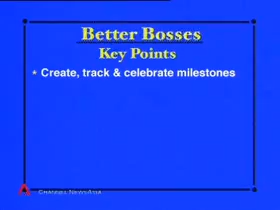 Better Bosses
Key Points
* Create, track & celebrate milestones
CHANNEL NEWSASIA